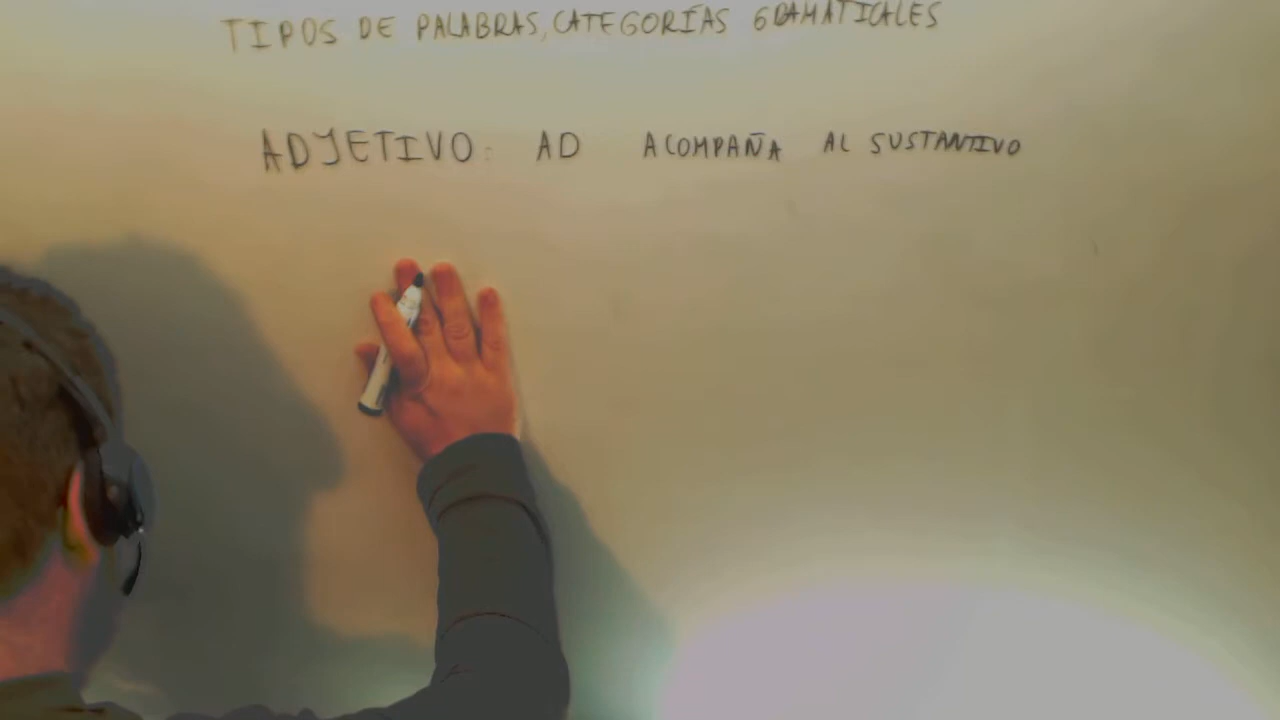 TIPOS DE PALABRAS, CATEGORÍAS GRAMATICALES
ADJETIVO: AD ACOMPAÑA AL SUSTANTIVO